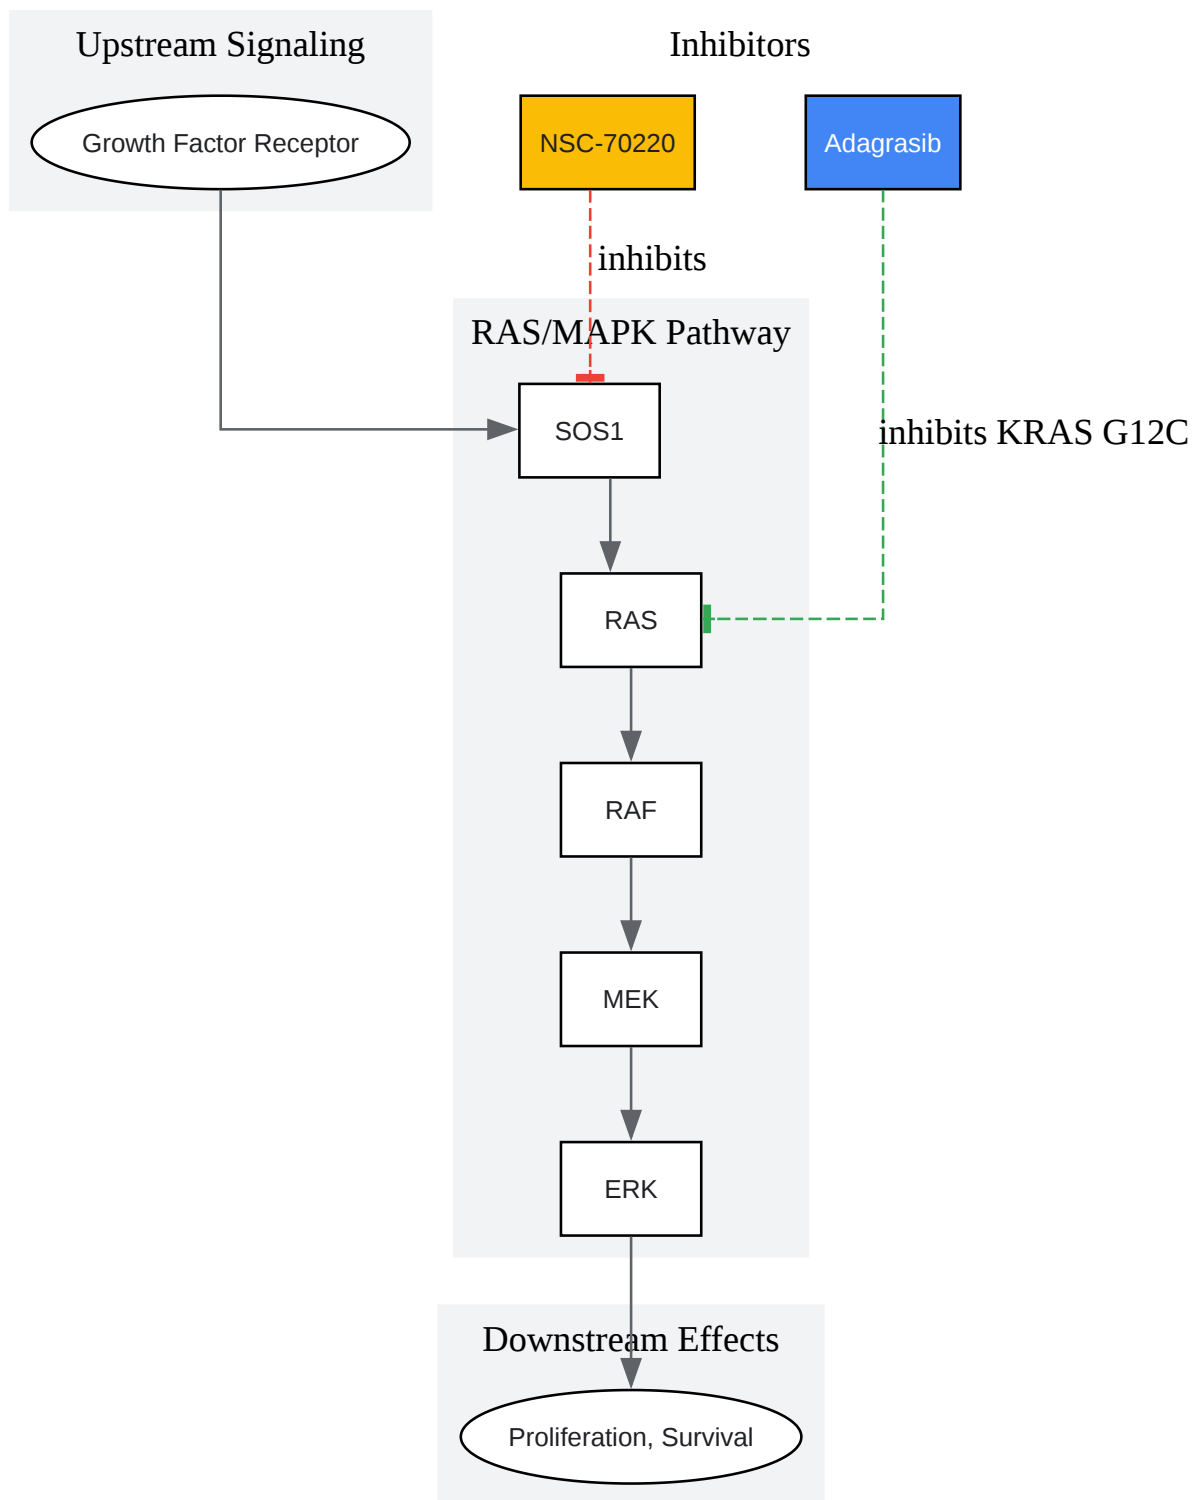 Upstream Signaling
Inhibitors
Growth Factor Receptor
NSC-70220
Adagrasib
inhibits
RAS/MAPK Pathway
SOS1
inhibits KRAS G12C
RAS
RAF
MEK
ERK
Downstream Effects
Proliferation, Survival